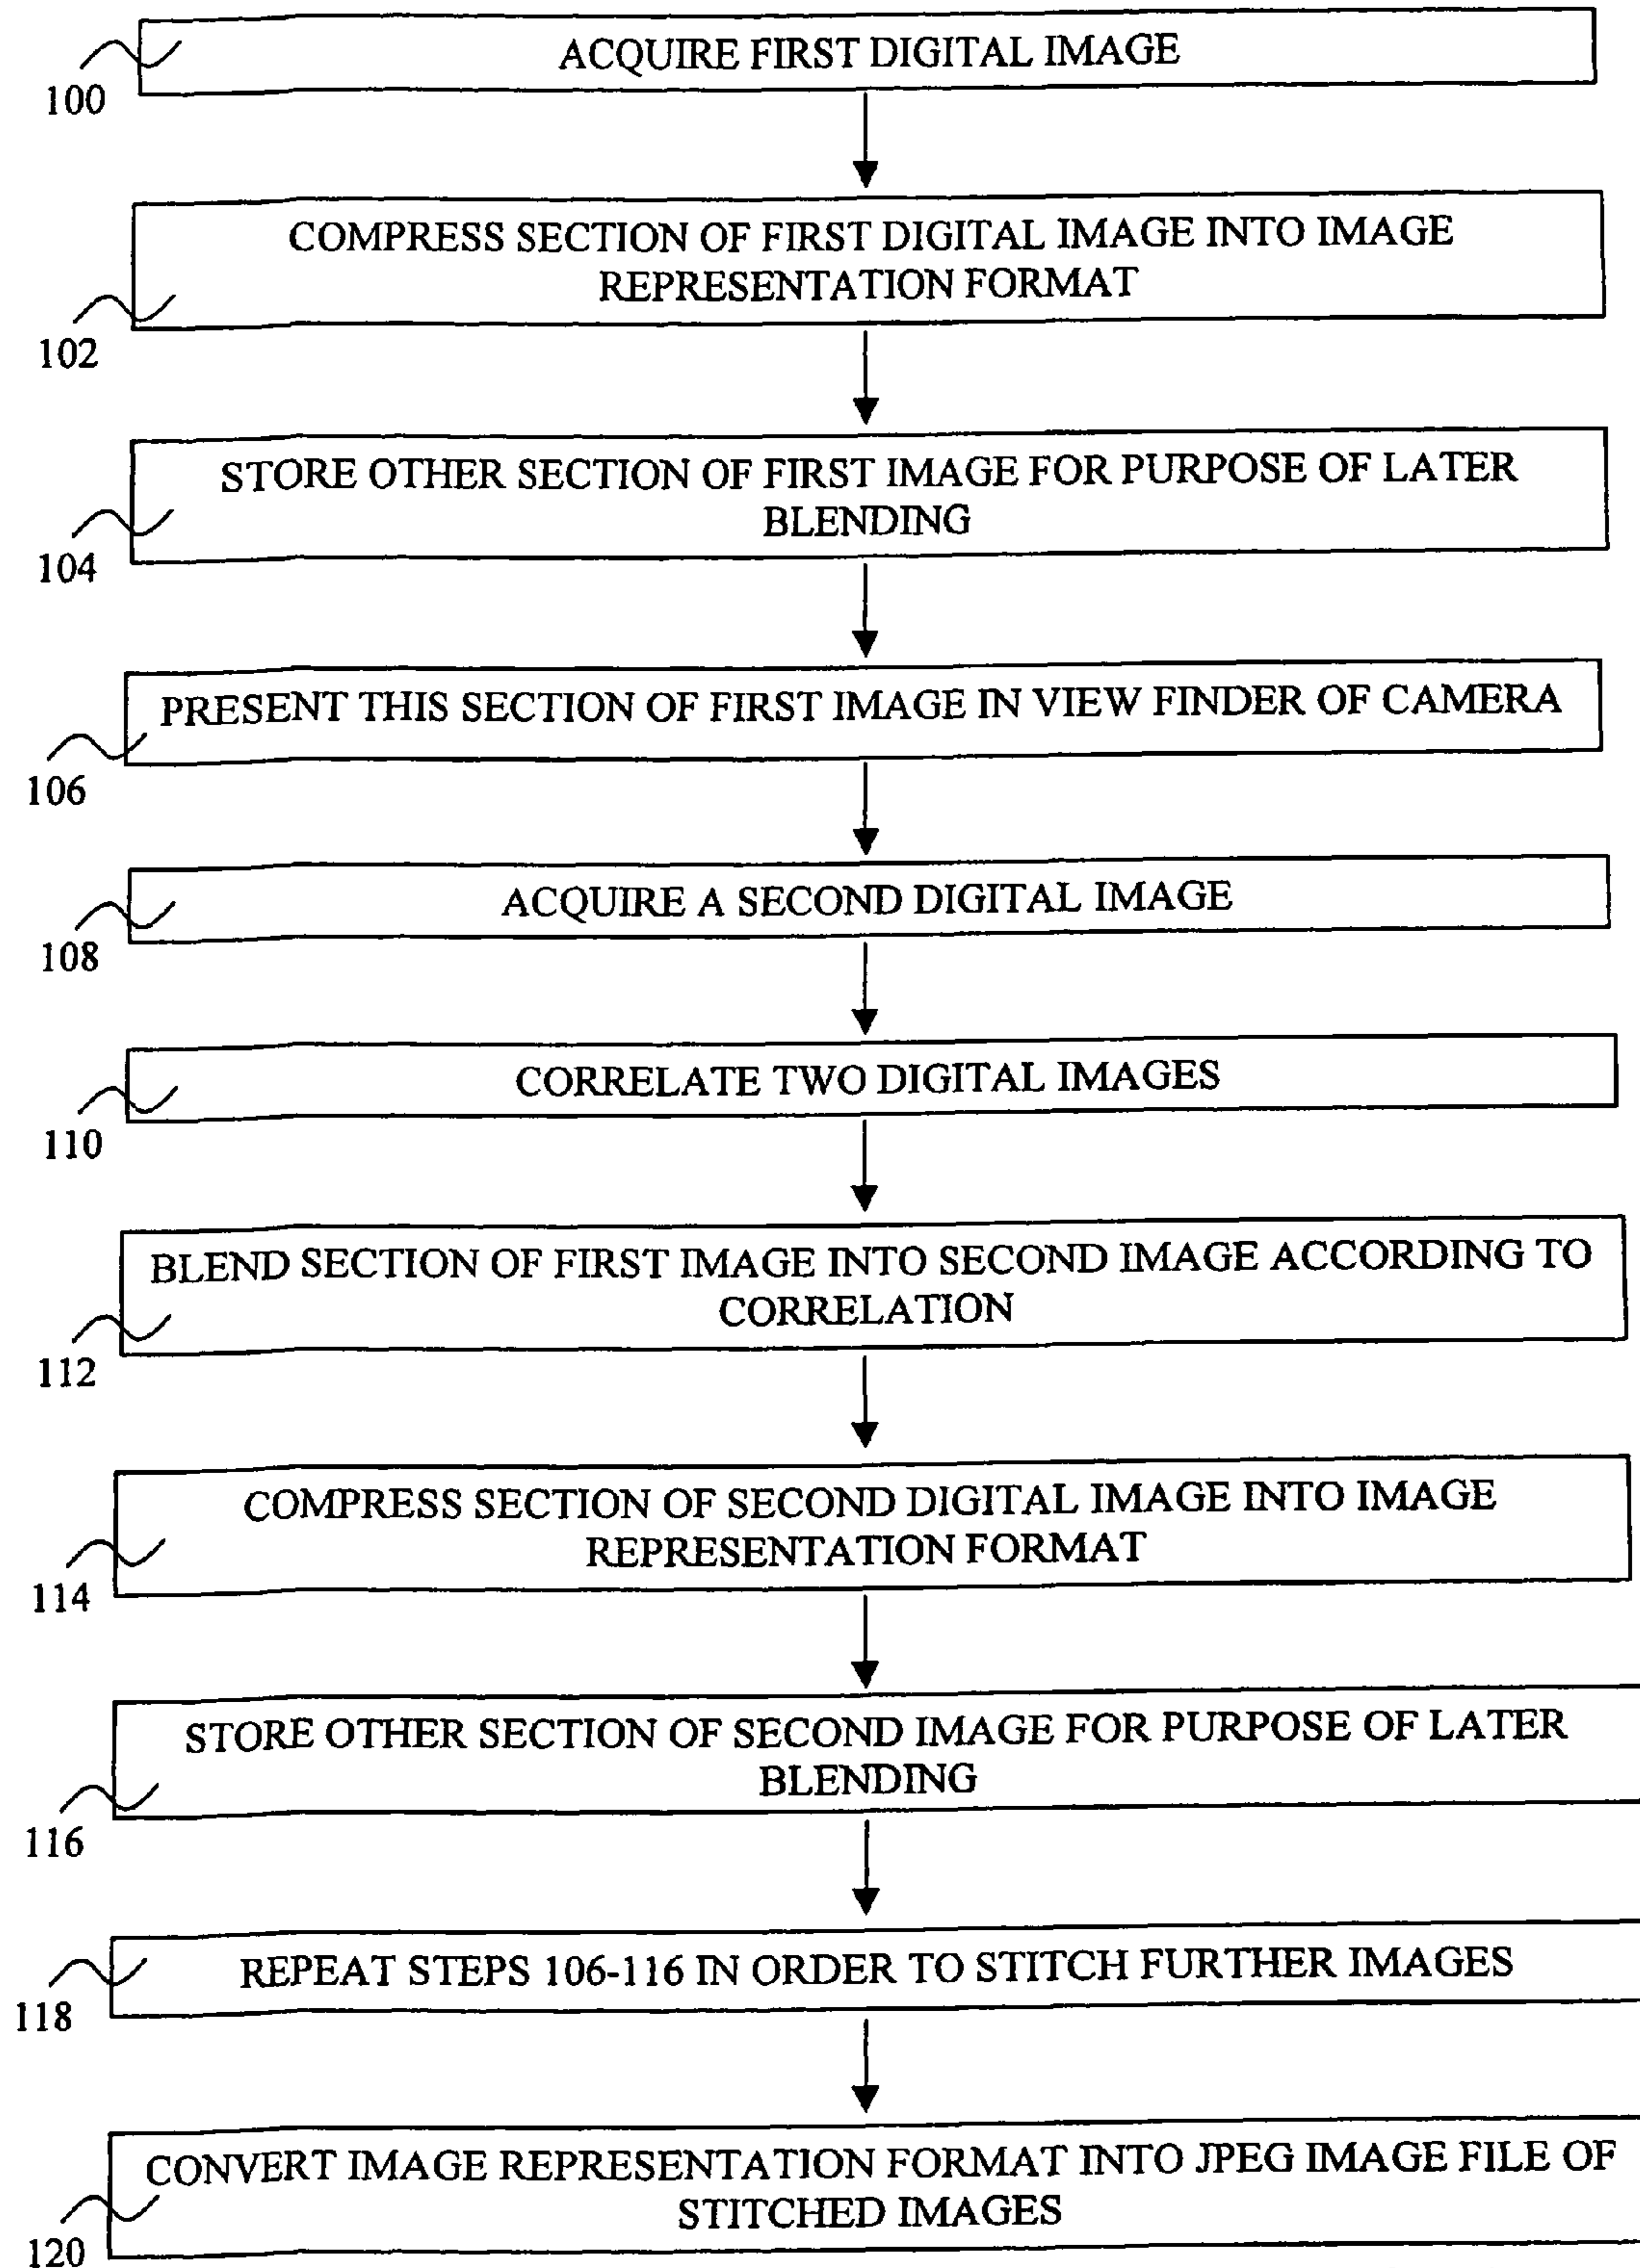 ACQUIRE FIRST DIGITAL IMAGE
100
COMPRESS SECTION OF FIRST DIGITAL IMAGE INTO IMAGE
REPRESENTATION FORMAT
102
STORE OTHER SECTION OF FIRST IMAGE FOR PURPOSE OF LATER
BLENDING
104
PRESENT THIS SECTION OF FIRST IMAGE IN VIEW FINDER OF CAMERA
106
ACQUIRE A SECOND DIGITAL IMAGE
108
CORRELATE TWO DIGITAL IMAGES
110
BLEND SECTION OF FIRST IMAGE INTO SECOND IMAGE ACCORDING TO
CORRELATION
112
COMPRESS SECTION OF SECOND DIGITAL IMAGE INTO IMAGE
REPRESENTATION FORMAT
114
STORE OTHER SECTION OF SECOND IMAGE FOR PURPOSE OF LATER
BLENDING
116
REPEAT STEPS 106-116 IN ORDER TO STITCH FURTHER IMAGES
118
CONVERT IMAGE REPRESENTATION FORMAT INTO JPEG IMAGE FILE OF
STITCHED IMAGES
120